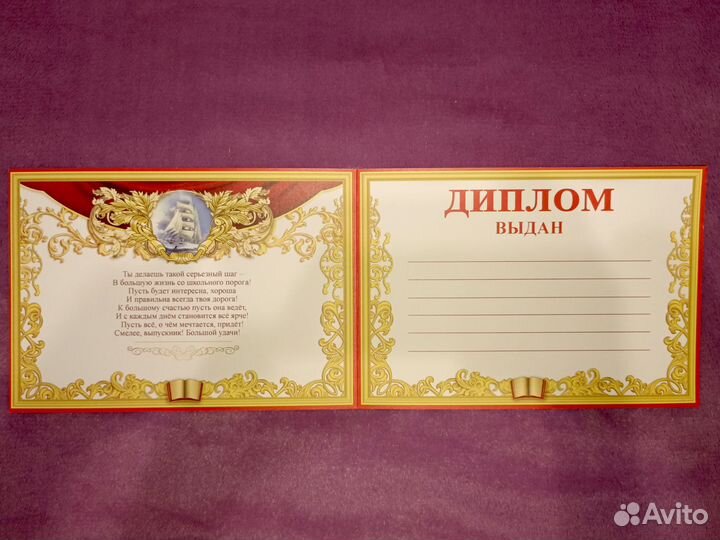 Ты делаешь такой серьезный шаг –
В большую жизнь со школьного порога!
Пусть будет интересна, хороша
И правильна всегда твоя дорога!
К большому счастью пусть она ведёт,
И с каждым днём становится всё ярче!
Пусть всё, о чём мечтается, придёт!
Смелее, выпускник! Большой удачи!
ДИПЛОМ
ВЫДАН
Avito